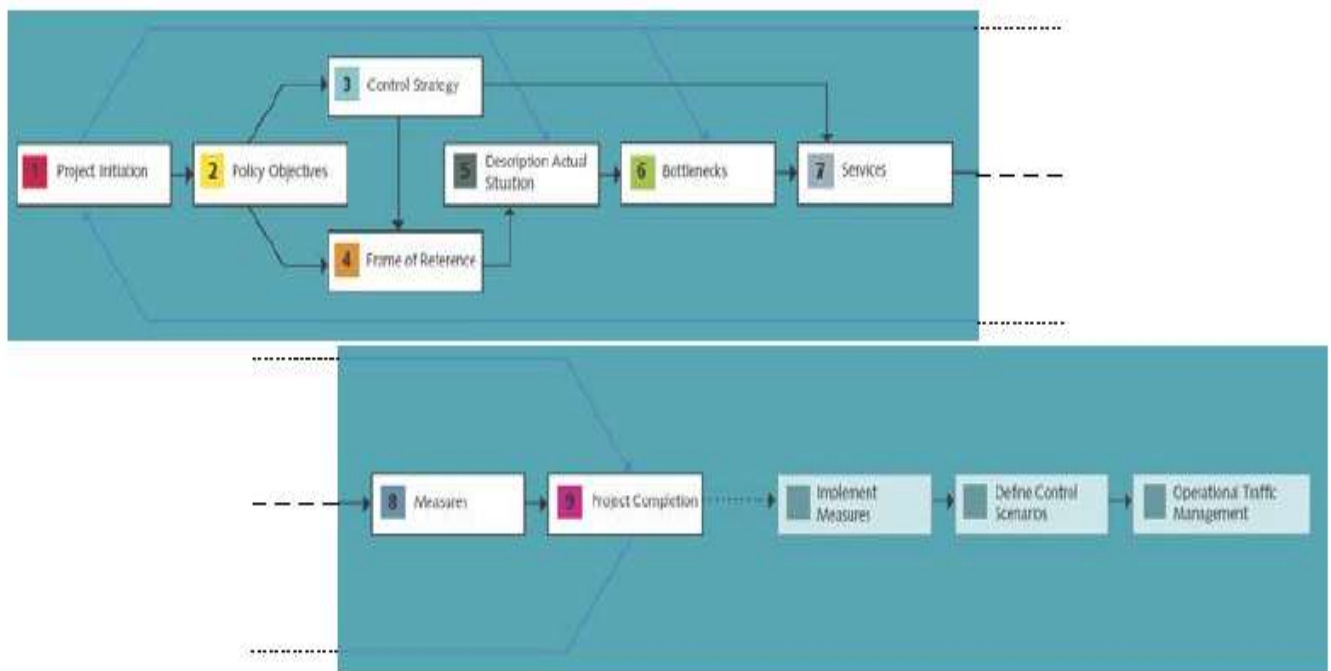 1 Project Initiation
2 Policy Objectives
3 Control Strategy
4 Frame of Reference
5 Description Actual
Situation
6 Bottlenecks
7 Services
8 Measures
9 Project Completion
Implement
Measures
Define Control
Scenarios
Operational Traffic
Management